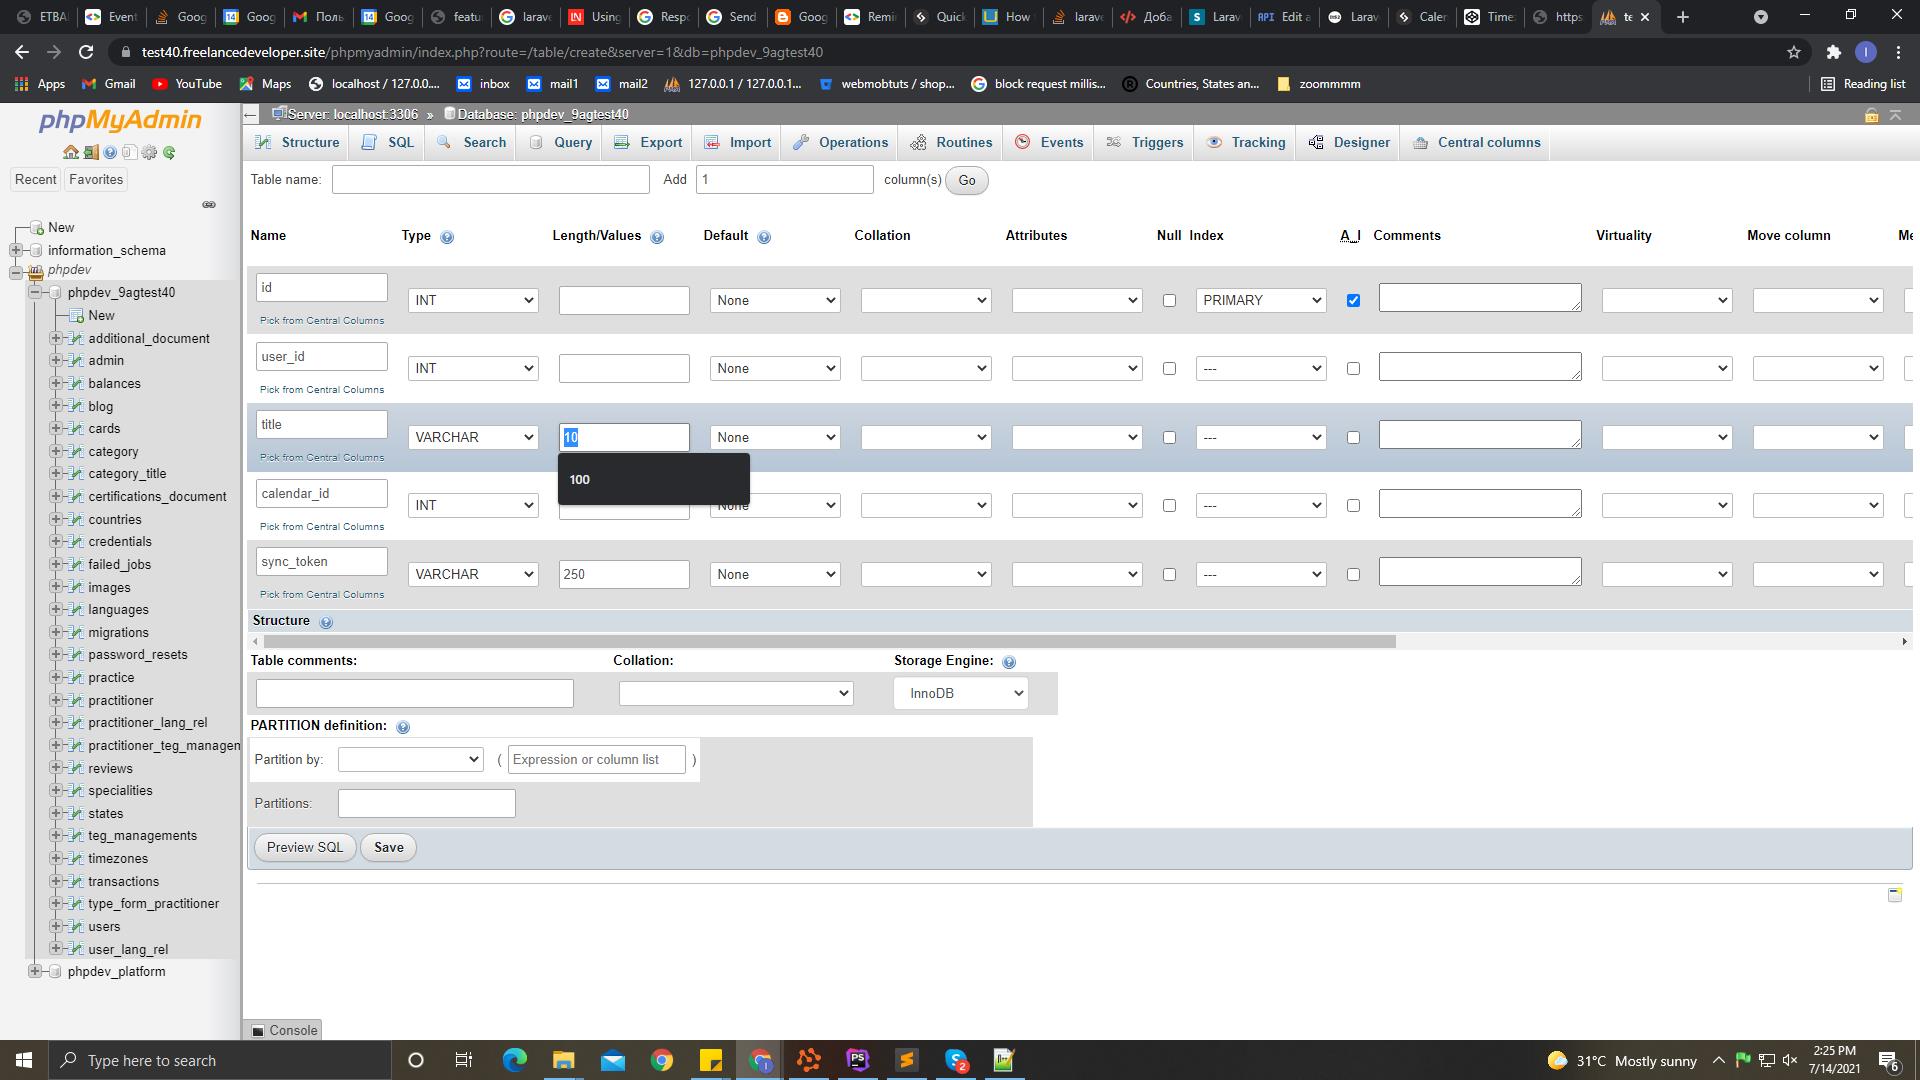 ETBA Event Goog Goog Поль Goog featu larave Using Respo Send Goog Remin Quick How larave Доба Larav Edit a Larav Caler Time: https te
test40.freelancedeveloper.site/phpmyadmin/index.php?route=/table/create&server=1&db=phpdev_9agtest40
Apps Gmail YouTube Maps localhost / 127.0.0.... inbox mail1 mail2 127.0.0.1 / 127.0.0.1... webmobtuts / shop... block request millis... Countries, States an... zoommmm Reading list
phpMyAdmin
Recent Favorites
New
information_schema
phpdev
phpdev_9agtest40
New
additional_document
admin
balances
blog
cards
category
category_title
certifications_document
countries
credentials
failed_jobs
images
languages
migrations
password_resets
practice
practitioner
practitioner_lang_rel
practitioner_teg_managen
reviews
specialities
states
teg_managements
timezones
transactions
type_form_practitioner
users
user_lang_rel
phpdev_platform
Server: localhost:3306 » Database: phpdev_9agtest40
Structure SQL Search Query Export Import Operations Routines Events Triggers Tracking Designer Central columns
Table name: Add 1 column(s) Go
Name Type Length/Values Default Collation Attributes Null Index A_I Comments Virtuality Move column Me
id INT None PRIMARY
Pick from Central Columns
user_id INT None ---
Pick from Central Columns
title VARCHAR 10 None ---
Pick from Central Columns
100
calendar_id INT None ---
Pick from Central Columns
sync_token VARCHAR 250 None ---
Pick from Central Columns
Structure
Table comments: Collation: Storage Engine:
InnoDB
PARTITION definition:
Partition by: ( Expression or column list )
Partitions:
Preview SQL Save
Console
Type here to search
31°C Mostly sunny
2:25 PM
7/14/2021